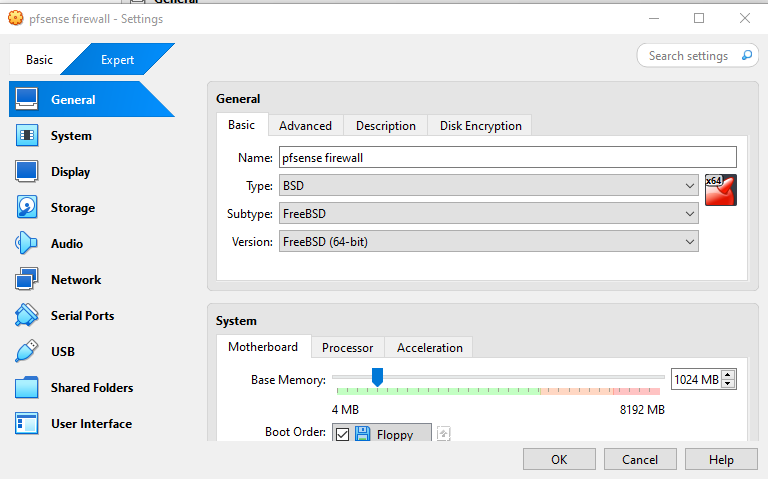 General
pfsense firewall - Settings
Basic
Expert
Search settings
General
System
Display
Storage
Audio
Network
Serial Ports
USB
Shared Folders
User Interface
General
Basic Advanced Description Disk Encryption
Name: pfsense firewall
Type: BSD
x64
Subtype: FreeBSD
Version: FreeBSD (64-bit)
System
Motherboard Processor Acceleration
Base Memory: 1024 MB
4 MB 8192 MB
Boot Order: Floppy
OK Cancel Help